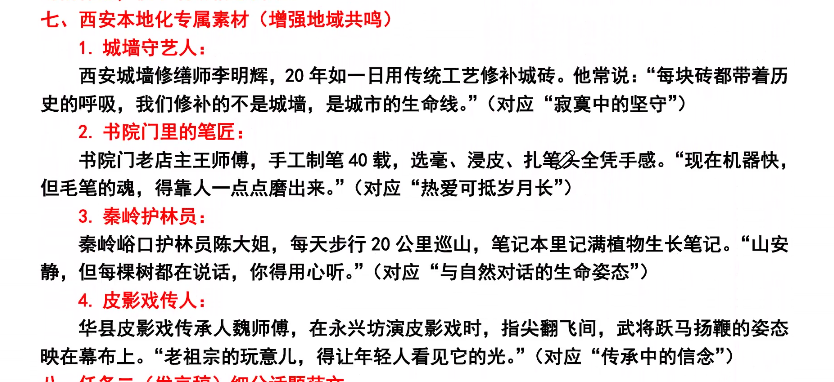 七、西安本地化专属素材（增强地域共鸣）
1. 城墙守艺人：
西安城墙修缮师李明辉，20 年如一日用传统工艺修补城砖。他常说：“每块砖都带着历
史的呼吸，我们修补的不是城墙，是城市的生命线。”（对应“寂寞中的坚守”）
2. 书院门里的笔匠：
书院门老店主王师傅，手工制笔 40 载，选毫、浸皮、扎笔头全凭手感。“现在机器快，
但毛笔的魂，得靠人一点点磨出来。”（对应“热爱可抵岁月长”）
3. 秦岭护林员：
秦岭峪口护林员陈大姐，每天步行 20 公里巡山，笔记本里记满植物生长笔记。“山安
静，但每棵树都在说话，你得用心听。”（对应“与自然对话的生命姿态”）
4. 皮影戏传人：
华县皮影戏传承人魏师傅，在永兴坊演皮影戏时，指尖翻飞间，武将跃马扬鞭的姿态
映在幕布上。“老祖宗的玩意儿，得让年轻人看见它的光。”（对应“传承中的信念”）
八、任务二（发言稿）细分话题范文